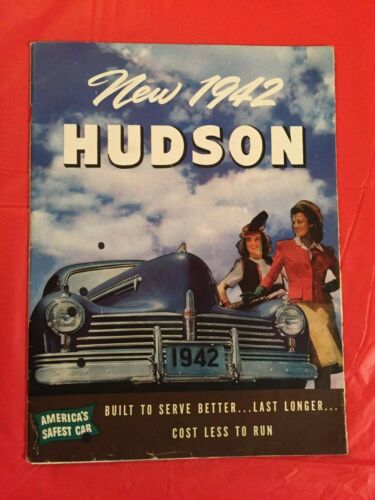 New 1942
HUDSON
1942
AMERICA'S
SAFEST CAR
BUILT TO SERVE BETTER...LAST LONGER...
COST LESS TO RUN